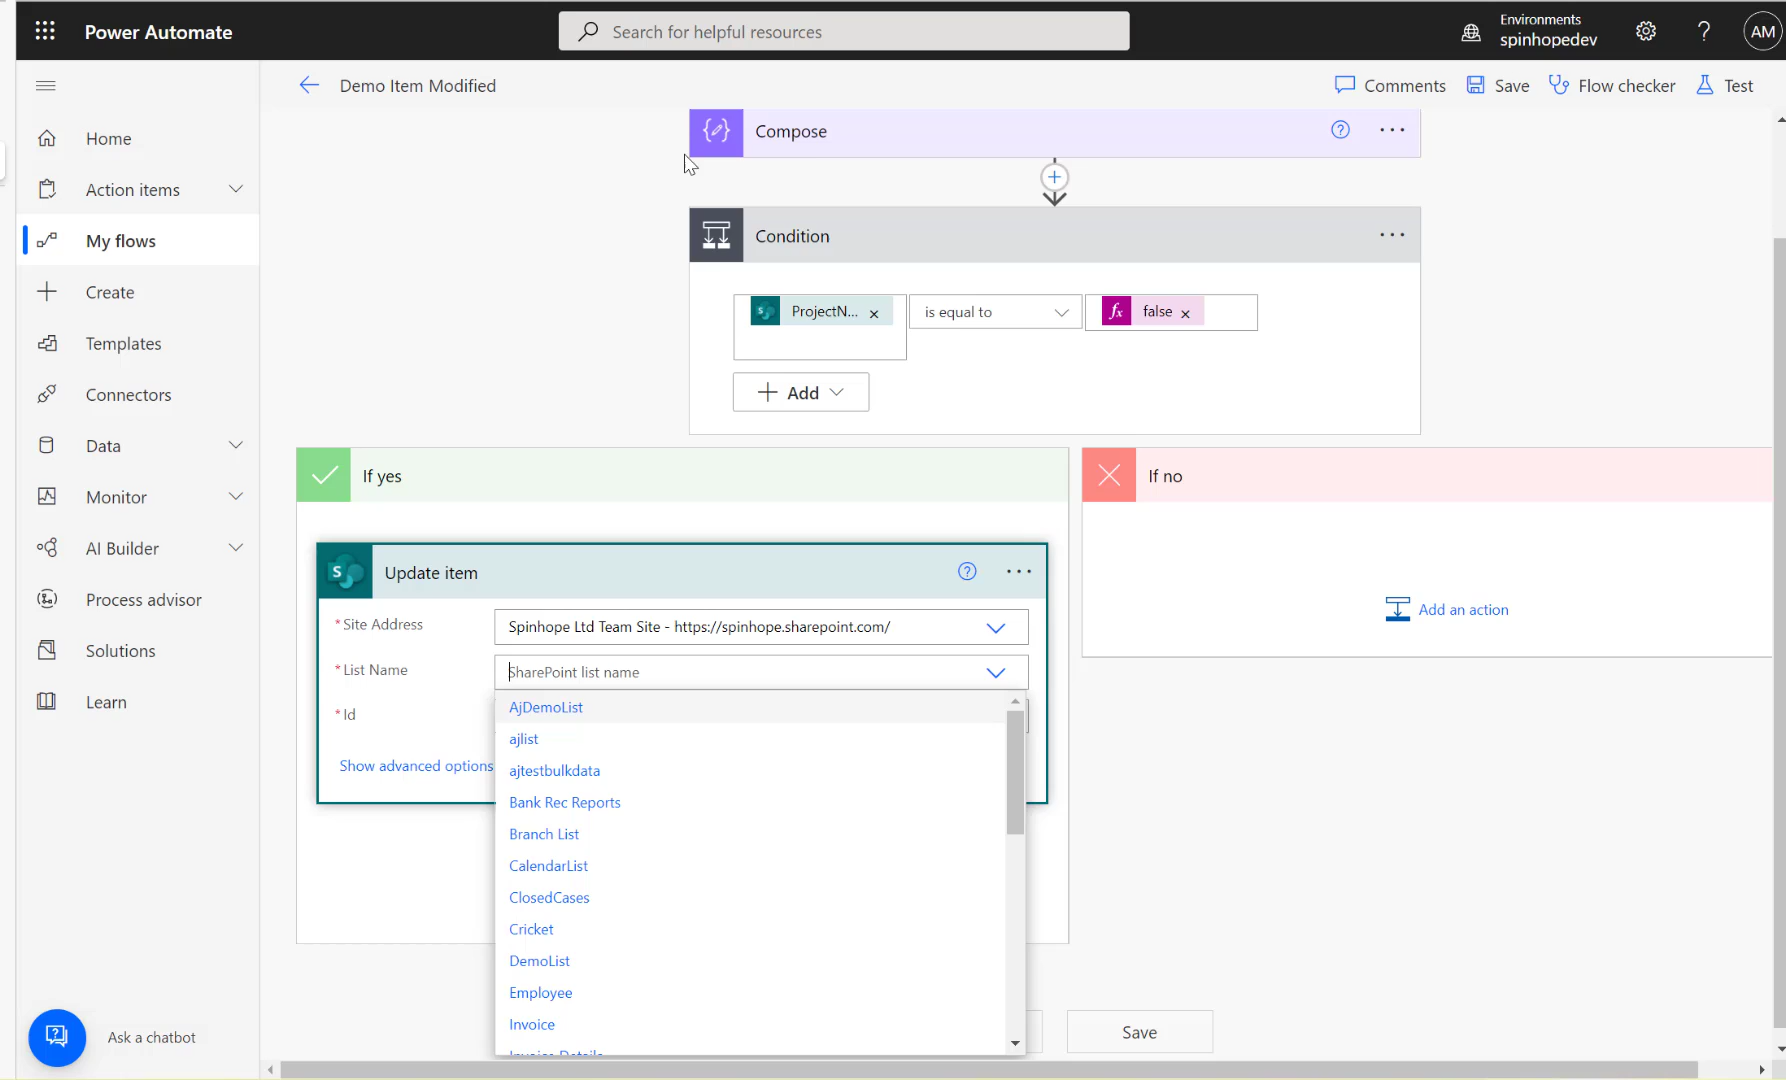 Power Automate
Search for helpful resources
Environments
spinhopedev
AM
Demo Item Modified
Comments
Save
Flow checker
Test
Home
Action items
My flows
Create
Templates
Connectors
Data
Monitor
AI Builder
Process advisor
Solutions
Learn
Ask a chatbot
Compose
Condition
ProjectN...
is equal to
fx false
Add
If yes
If no
Update item
* Site Address
Spinhope Ltd Team Site - https://spinhope.sharepoint.com/
* List Name
SharePoint list name
* Id
Show advanced options
AjDemoList
ajlist
ajtestbulkdata
Bank Rec Reports
Branch List
CalendarList
ClosedCases
Cricket
DemoList
Employee
Invoice
Invoice Details
Add an action
Save